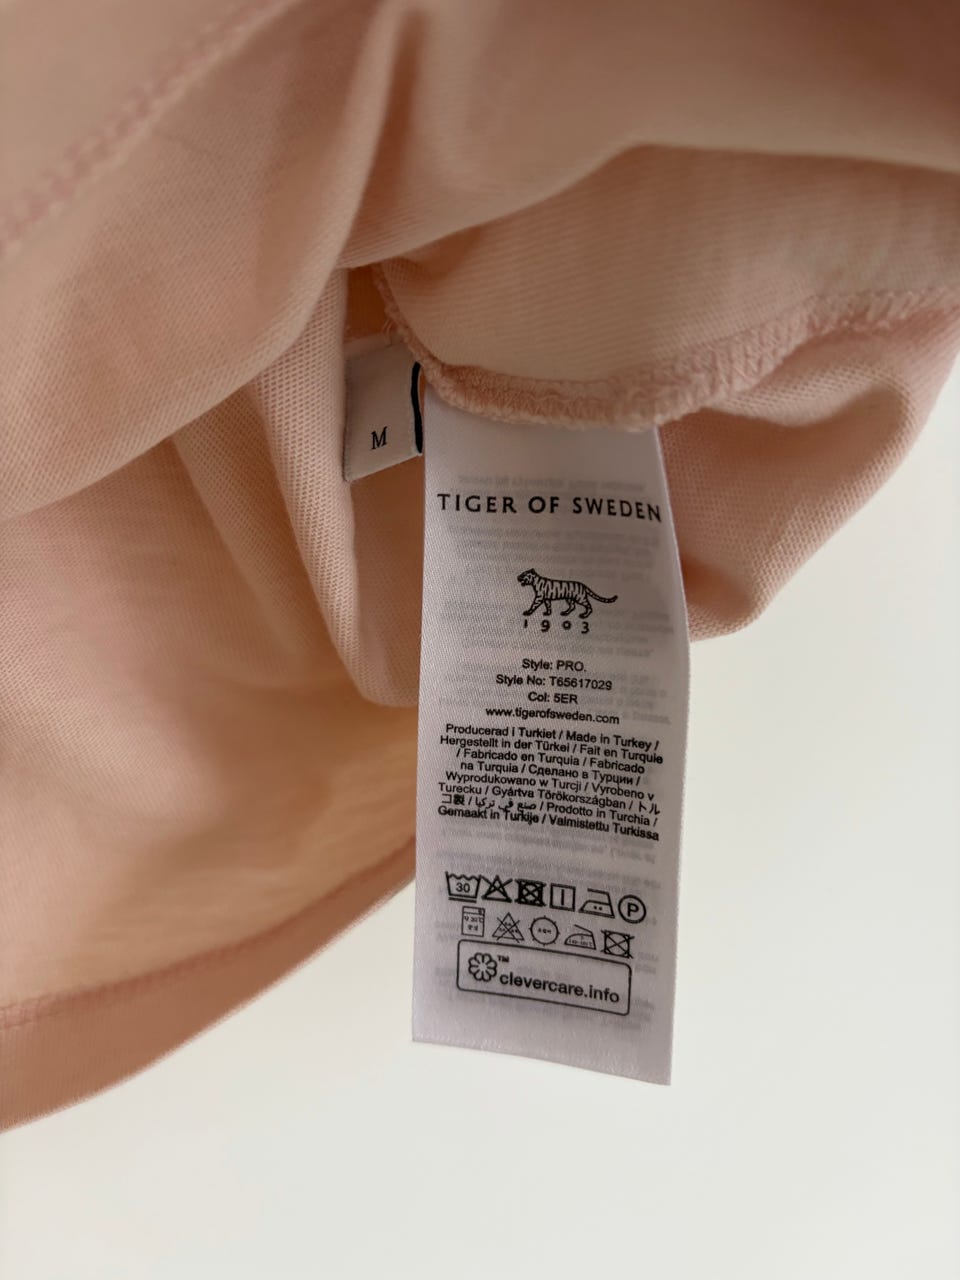 M
TIGER OF SWEDEN
1903
Style: PRO.
Style No: T65617029
Col: 5ER
www.tigerofsweden.com
Producerad i Turkiet / Made in Turkey /
Hergestellt in der Türkei / Fait en Turquie
/ Fabricado en Turquia / Fabricado
na Turquia / Сделано в Турции /
Wyprodukowano w Turcji / Vyrobeno v
Turecku / Gyártva Törökországban / トル
コ製 / صنع في تركيا / Prodotto in Turchia /
Gemaakt in Turkije / Valmistettu Turkissa
30
P
™
clevercare.info